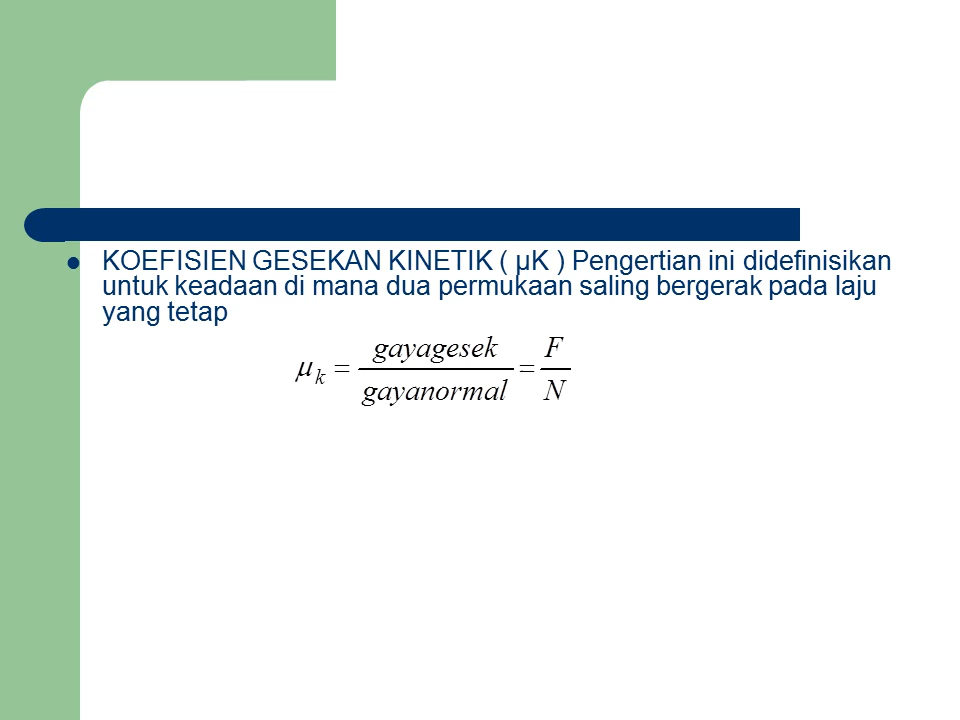 KOEFISIEN GESEKAN KINETIK ( µK ) Pengertian ini didefinisikan
untuk keadaan di mana dua permukaan saling bergerak pada laju
yang tetap
μk = gayagesek / gayanormal = F / N